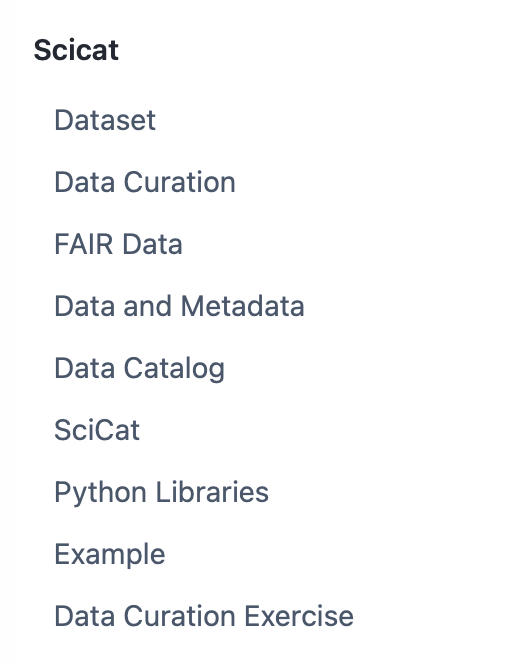 Scicat
Dataset
Data Curation
FAIR Data
Data and Metadata
Data Catalog
SciCat
Python Libraries
Example
Data Curation Exercise